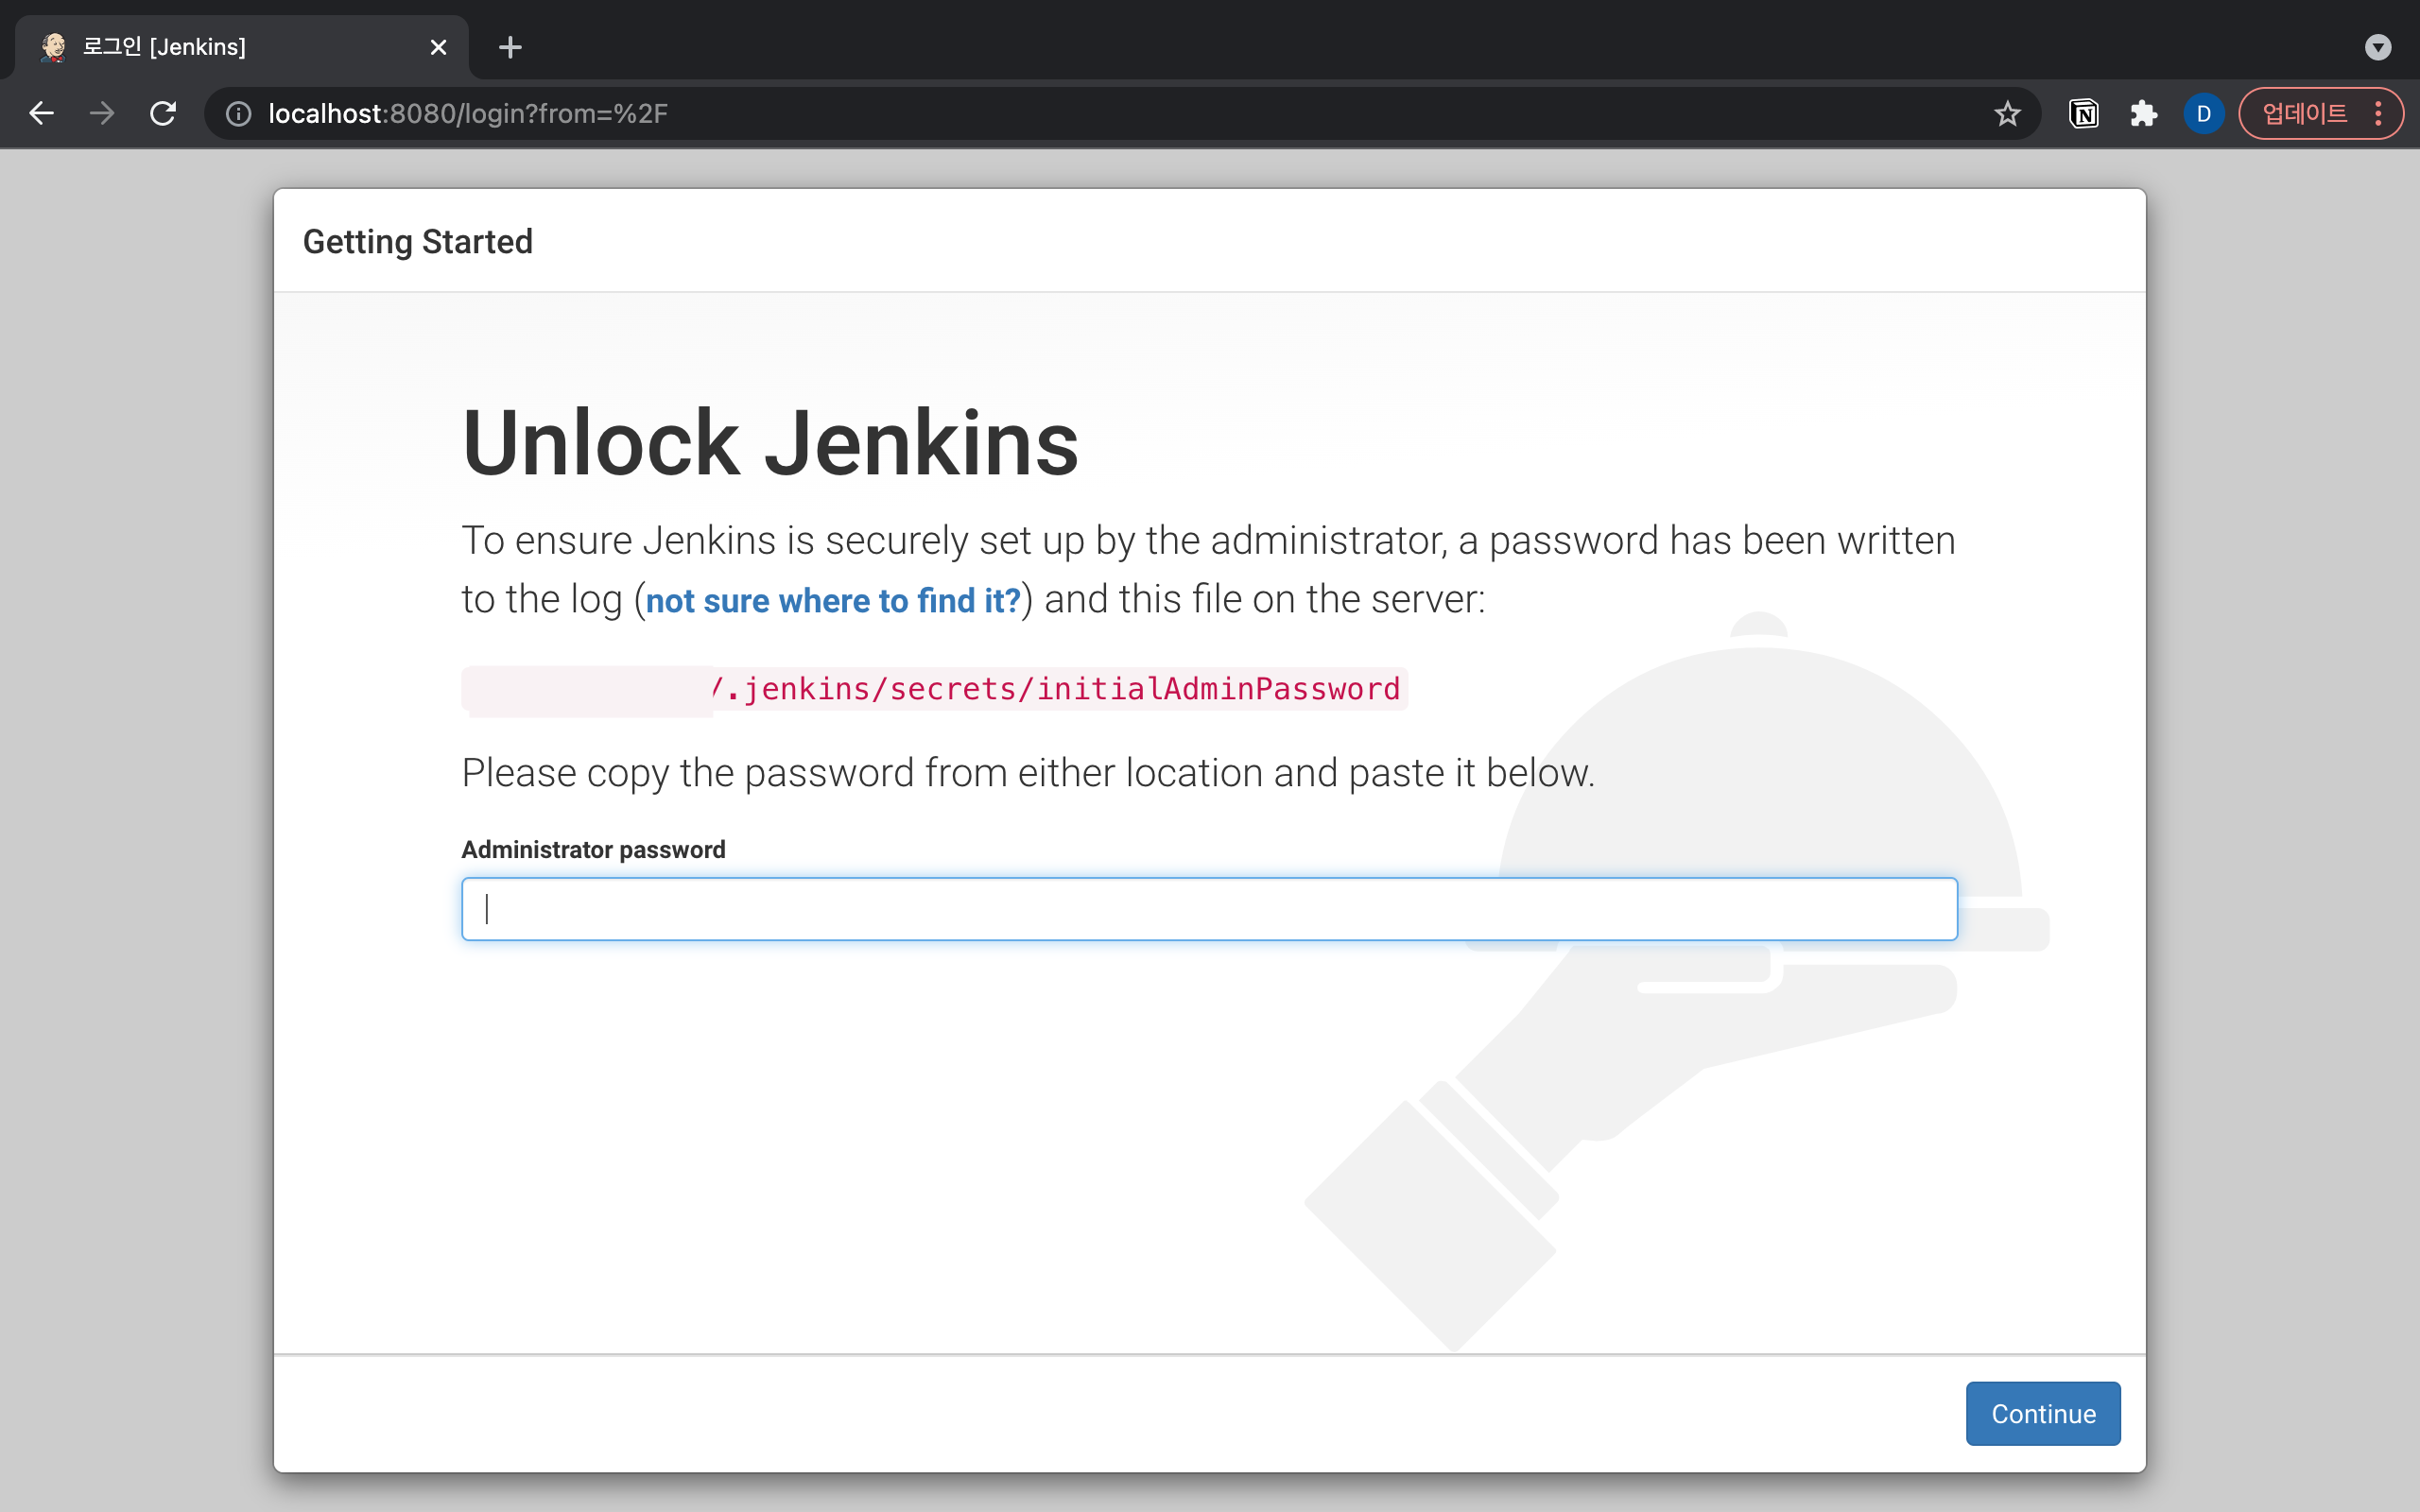 로그인 [Jenkins]
localhost:8080/login?from=%2F
D
업데이트
Getting Started
Unlock Jenkins
To ensure Jenkins is securely set up by the administrator, a password has been written
to the log (not sure where to find it?) and this file on the server:
/.jenkins/secrets/initialAdminPassword
Please copy the password from either location and paste it below.
Administrator password
Continue